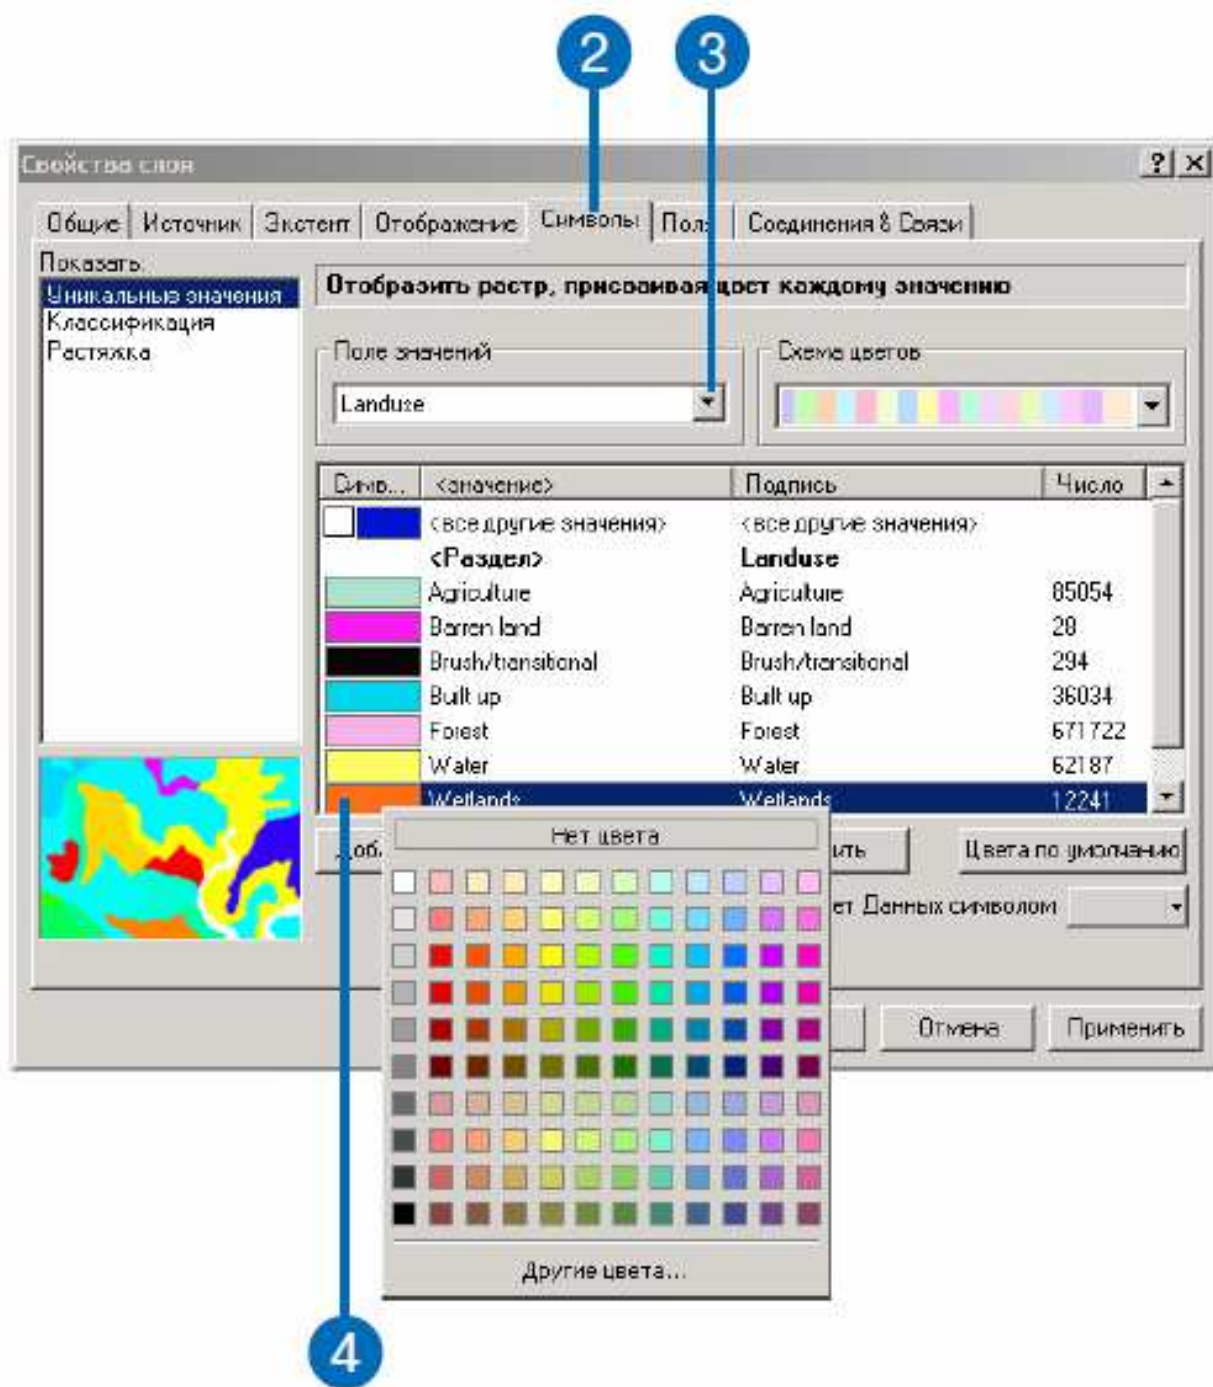 2 3
Свойства слоя
Общие Источник Экстент Отображение Символы Поля Соединения & Связи
Показать:
Уникальные значения
Классификация
Растяжка
Отобразить растр, присваивая цвет каждому значению
Поле значений
Landuse
Схема цветов
Симв... <значение> Подпись Число
<все другие значения> <все другие значения>
<Раздел> Landuse
Agriculture Agriculture 85054
Barren land Barren land 28
Brush/transitional Brush/transitional 294
Built up Built up 36034
Forest Forest 671722
Water Water 62187
Wetlands Wetlands 12241
Нет цвета
Цвета по умолчанию
Данных символом
Отмена Применить
Другие цвета...
4